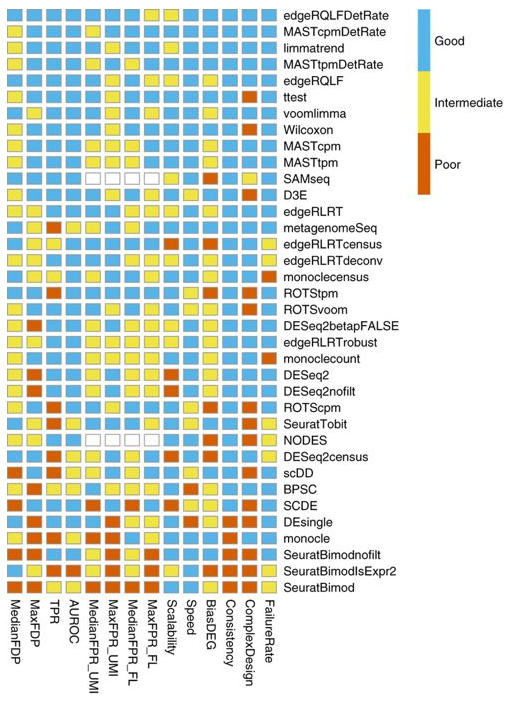 edgeRQLFDetRate
MASTcpmDetRate
limmatrend
MASTtpmDetRate
edgeRQLF
ttest
voomlimma
Wilcoxon
MASTcpm
MASTtpm
SAMseq
D3E
edgeRLRT
metagenomeSeq
edgeRLRTcensus
edgeRLRTdeconv
monoclecensus
ROTStpm
ROTSvoom
DESeq2betapFALSE
edgeRLRTrobust
monoclecount
DESeq2
DESeq2nofilt
ROTScpm
SeuratTobit
NODES
DESeq2census
scDD
BPSC
SCDE
DEsingle
monocle
SeuratBimodnofilt
SeuratBimodIsExpr2
SeuratBimod
Good
Intermediate
Poor
MedianFDP
MaxFDP
TPR
AUROC
MedianFPR_UMI
MaxFPR_UMI
MedianFPR_FL
MaxFPR_FL
Scalability
Speed
BiasDEG
Consistency
ComplexDesign
FailureRate